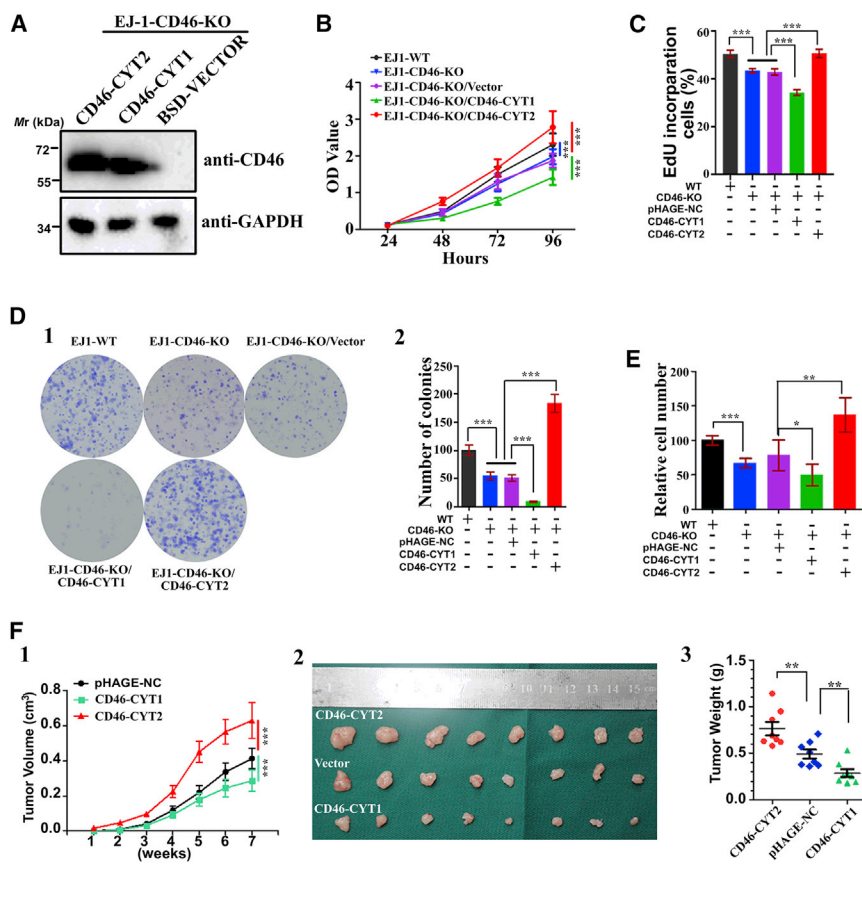 A
EJ-1-CD46-KO
CD46-CYT2
CD46-CYT1
BSD-VECTOR
Mr (kDa)
72
55
34
anti-CD46
anti-GAPDH
B
EJ1-WT
EJ1-CD46-KO
EJ1-CD46-KO/Vector
EJ1-CD46-KO/CD46-CYT1
EJ1-CD46-KO/CD46-CYT2
OD Value
4
3
2
1
0
24 48 72 96
Hours
***
***
***
C
EdU incorparation
cells (%)
60
40
20
0
*** *** ***
WT + - - - -
CD46-KO - + + + +
pHAGE-NC - - + - -
CD46-CYT1 - - - + -
CD46-CYT2 - - - - +
D
1
EJ1-WT EJ1-CD46-KO EJ1-CD46-KO/Vector
EJ1-CD46-KO/
CD46-CYT1
EJ1-CD46-KO/
CD46-CYT2
2
Number of colonies
250
200
150
100
50
0
*** *** ***
WT + - - - -
CD46-KO - + + + +
pHAGE-NC - - + - -
CD46-CYT1 - - - + -
CD46-CYT2 - - - - +
E
Relative cell number
200
150
100
50
0
*** * **
WT + - - - -
CD46-KO - + + + +
pHAGE-NC - - + - -
CD46-CYT1 - - - + -
CD46-CYT2 - - - - +
F
1
pHAGE-NC
CD46-CYT1
CD46-CYT2
Tumor Volume (cm3)
0.8
0.6
0.4
0.2
0.0
1 2 3 4 5 6 7
(weeks)
***
***
2
9 10 11 12 13 14 15 cm
CD46-CYT2
Vector
CD46-CYT1
3
Tumor Weight (g)
1.5
1.0
0.5
0.0
** **
CD46-CYT2
pHAGE-NC
CD46-CYT1